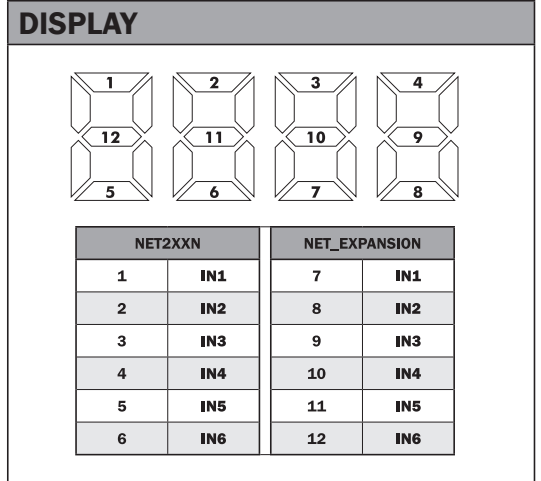 DISPLAY
1 2 3 4
12 11 10 9
5 6 7 8
NET2XXN NET_EXPANSION
1 IN1 7 IN1
2 IN2 8 IN2
3 IN3 9 IN3
4 IN4 10 IN4
5 IN5 11 IN5
6 IN6 12 IN6